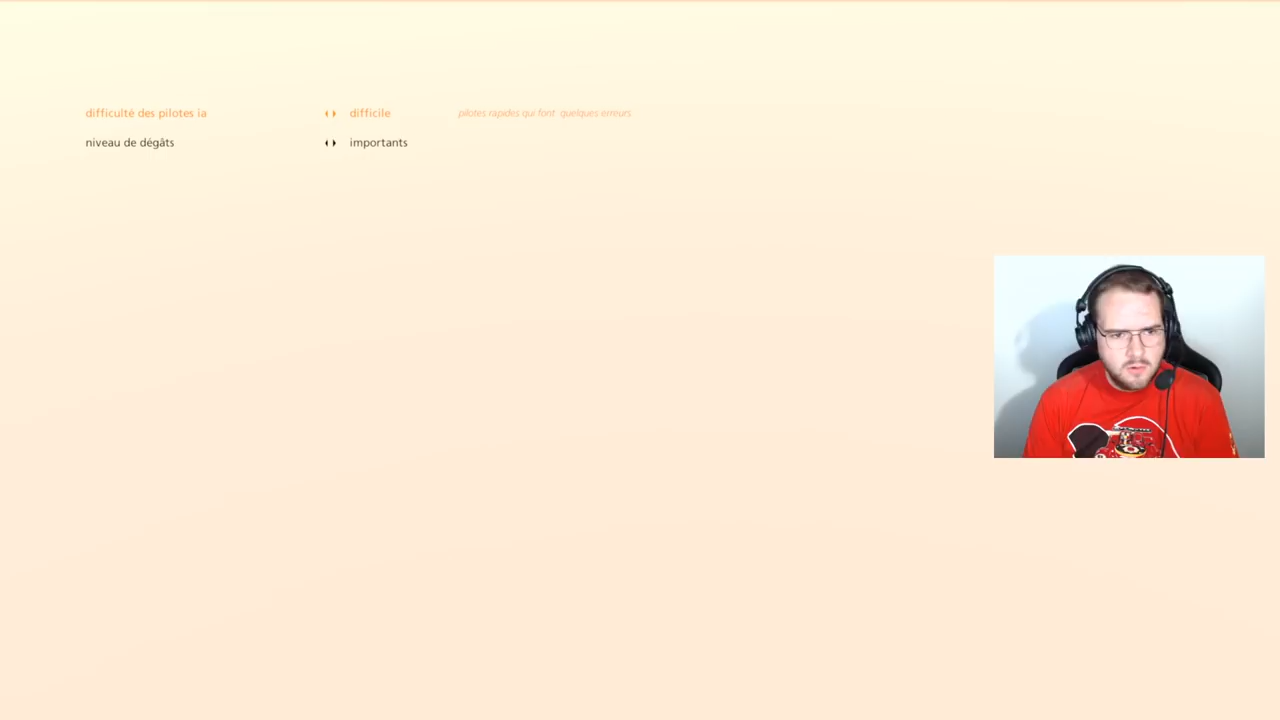 difficulté des pilotes ia difficile pilotes rapides qui font quelques erreurs
niveau de dégâts importants